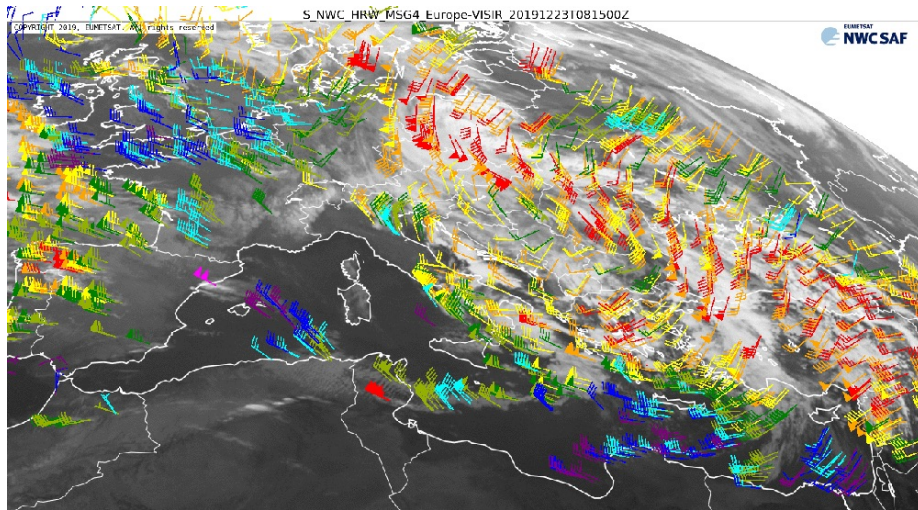 S_NWC_HRW_MSG4_Europe-VISIR_20191223T081500Z
COPYRIGHT 2019, EUMETSAT. All rights reserved
EUMETSAT
NWC SAF